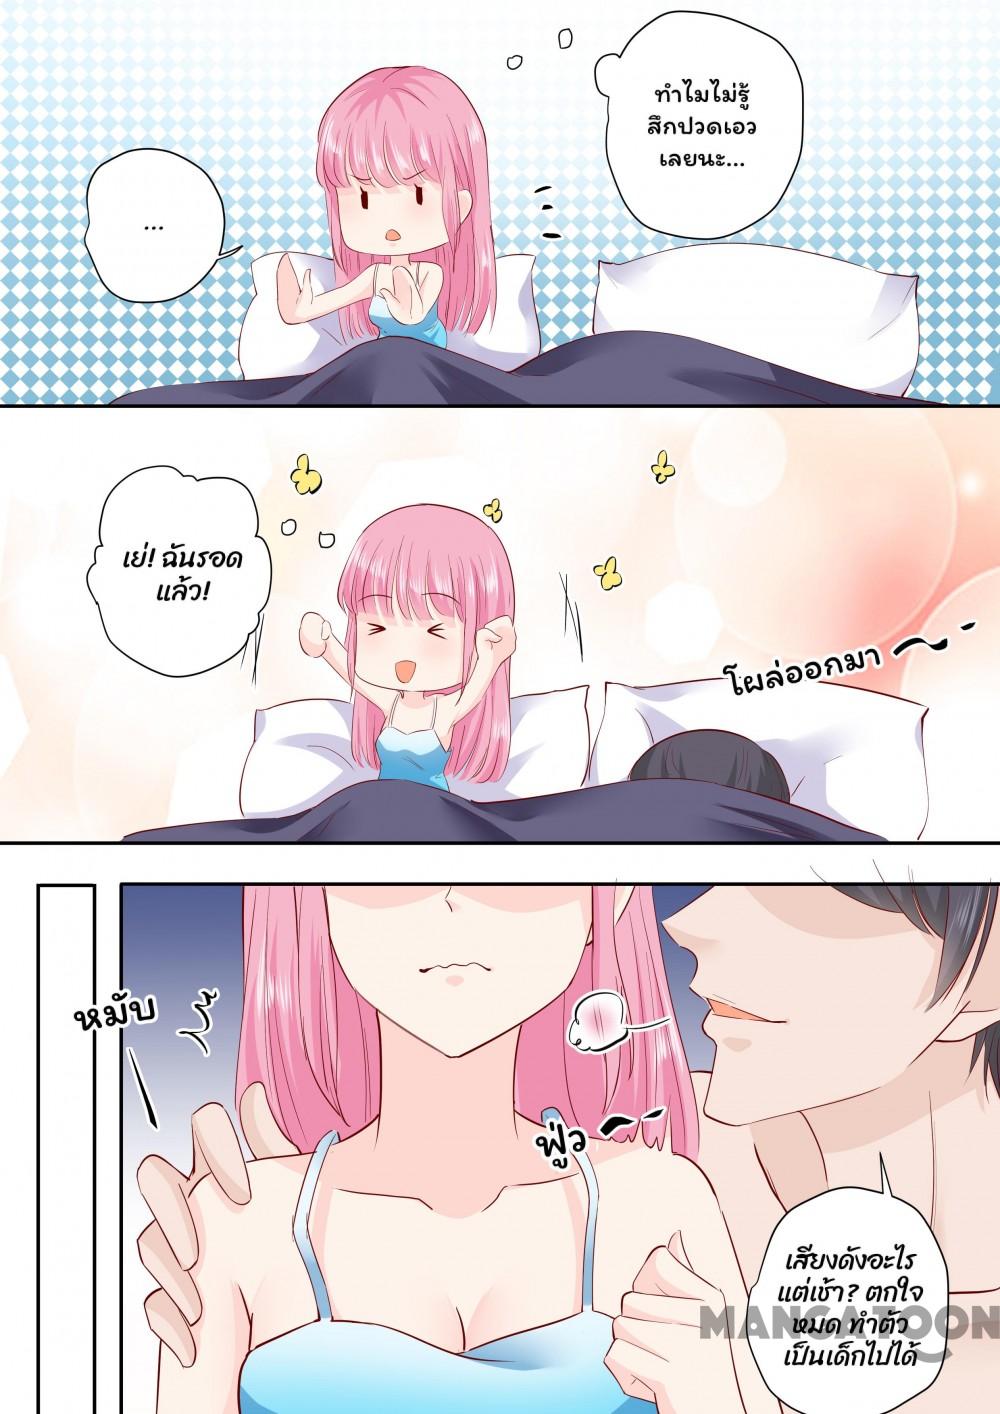 ทำไมไม่รู้
สึกปวดเอว
เลยนะ...
...
เย่! ฉันรอด
แล้ว!
โผล่ออกมา
หมับ
ฟู่ว
เสียงดังอะไร
แต่เช้า? ตกใจ
หมด ทำตัว
เป็นเด็กไปได้
MANGATOON